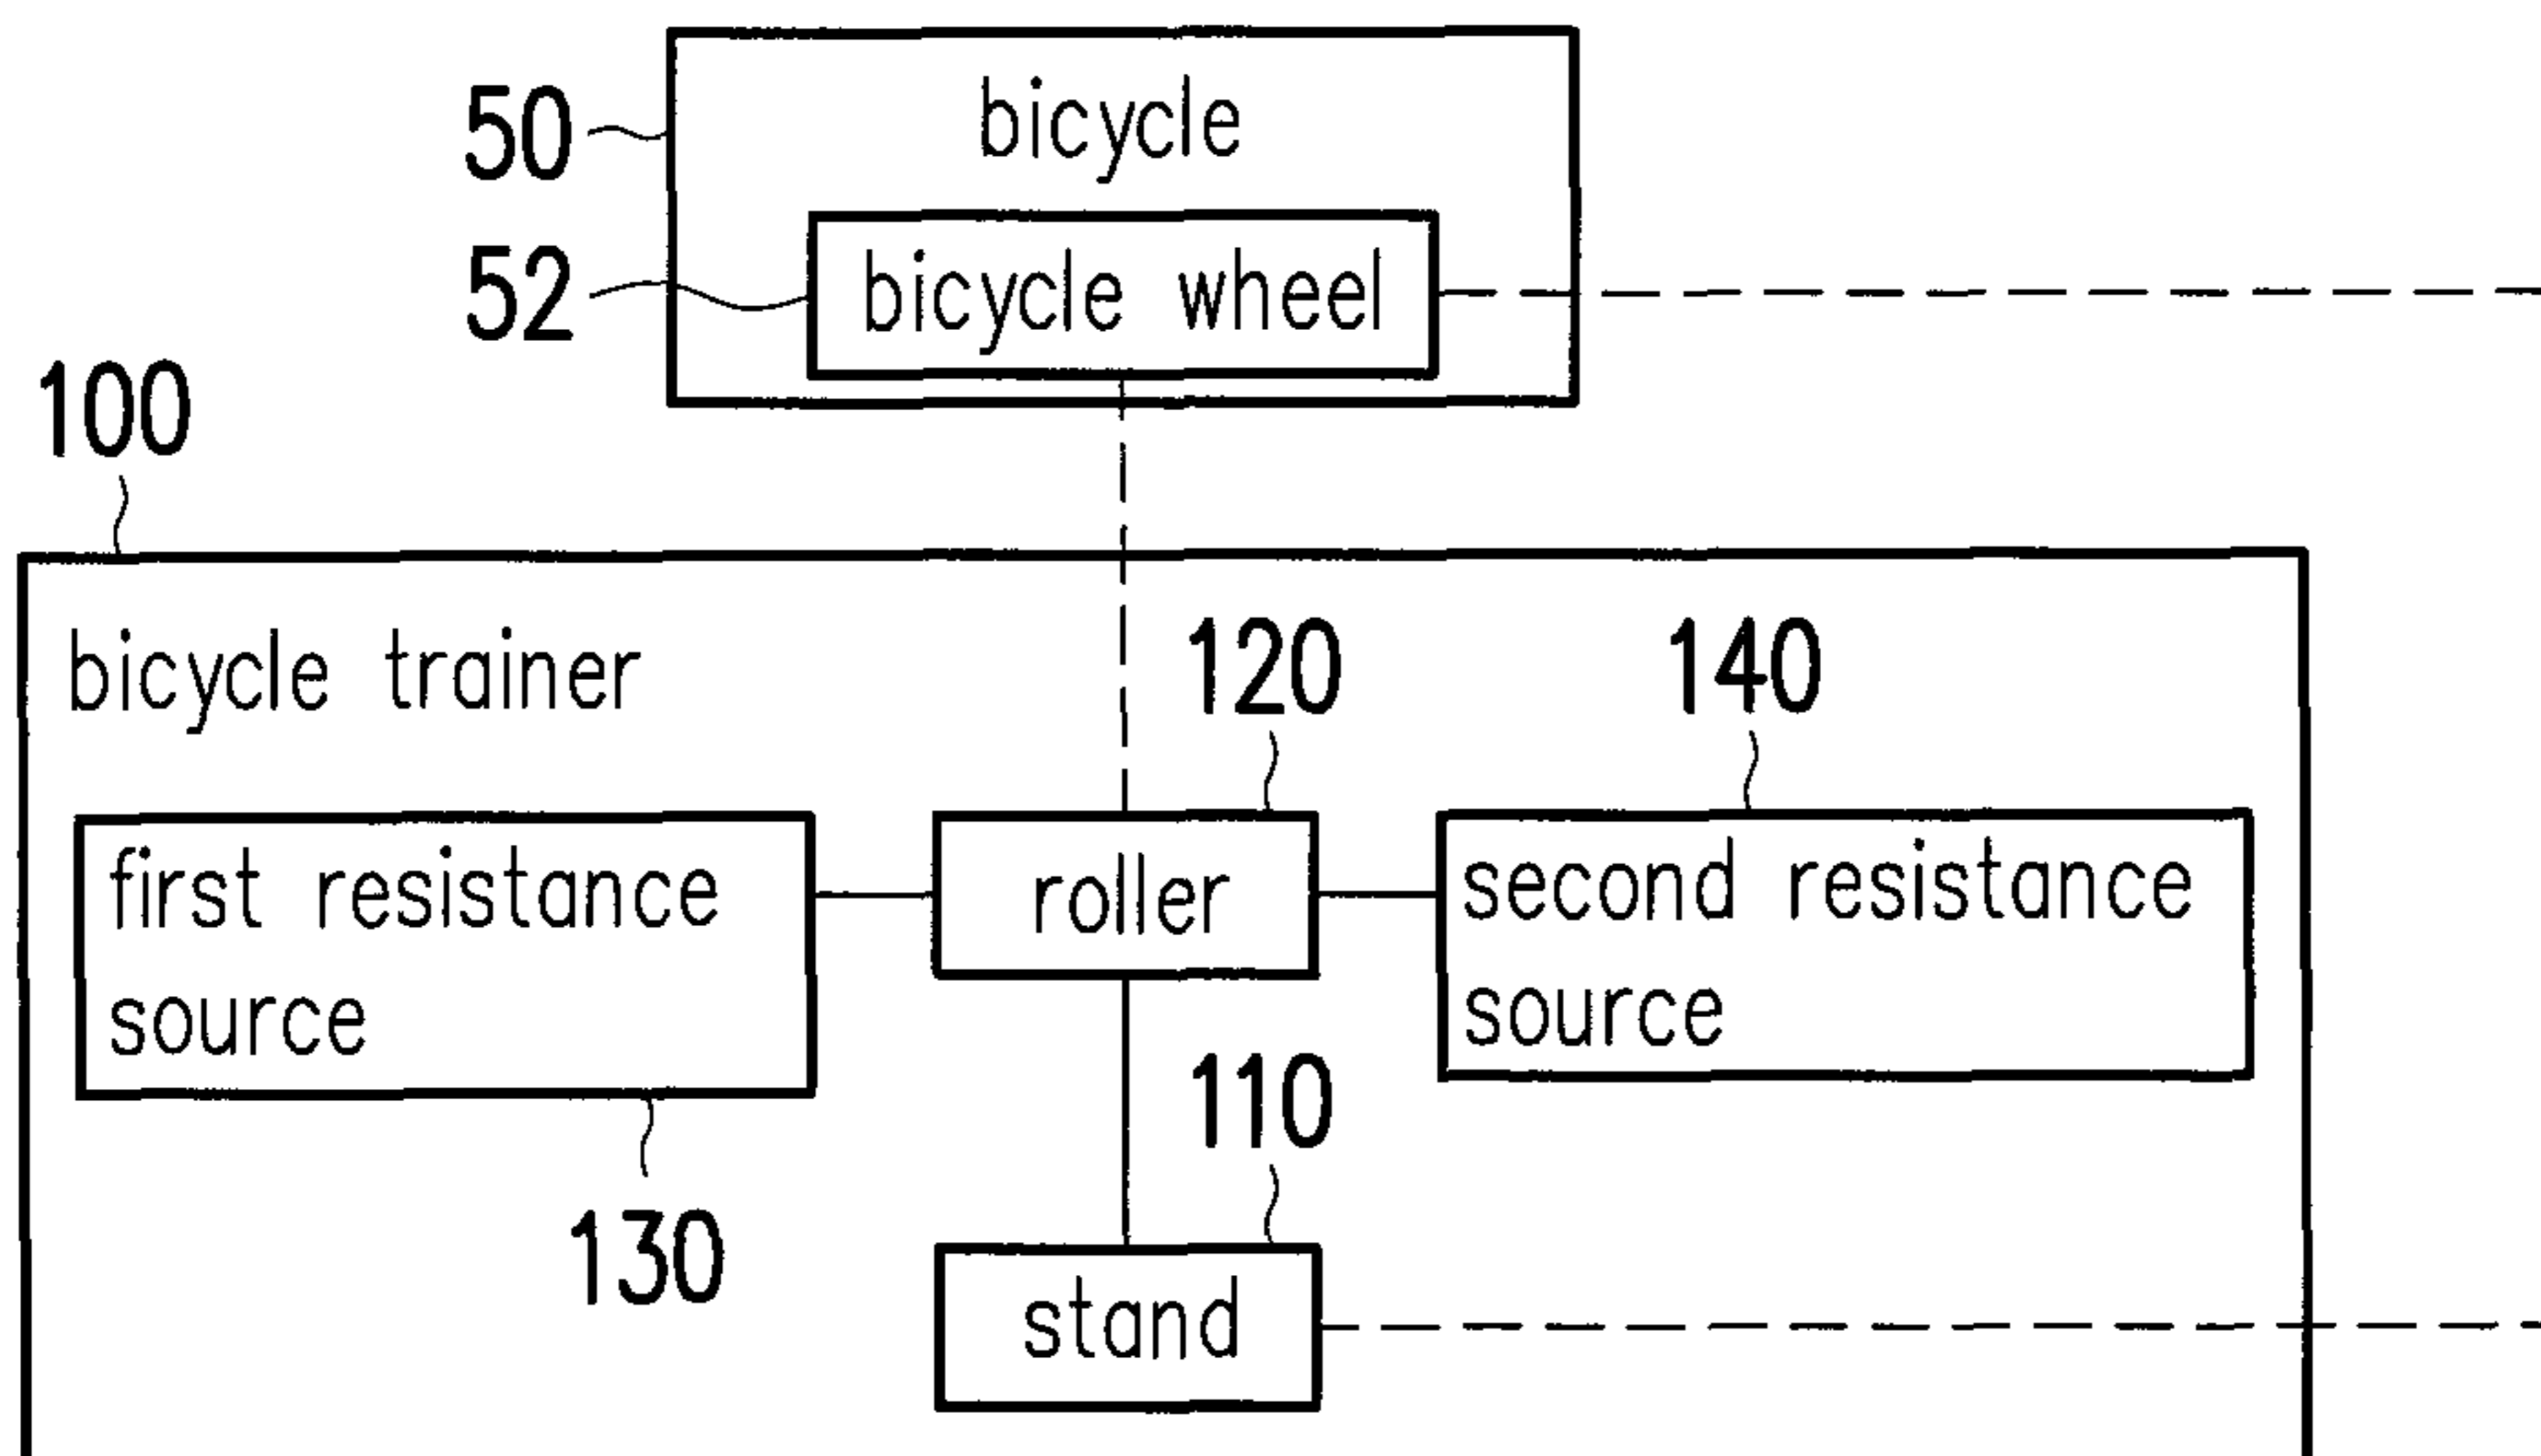 50
bicycle
52
bicycle wheel
100
bicycle trainer
120
140
first resistance
source
roller
second resistance
source
110
130
stand